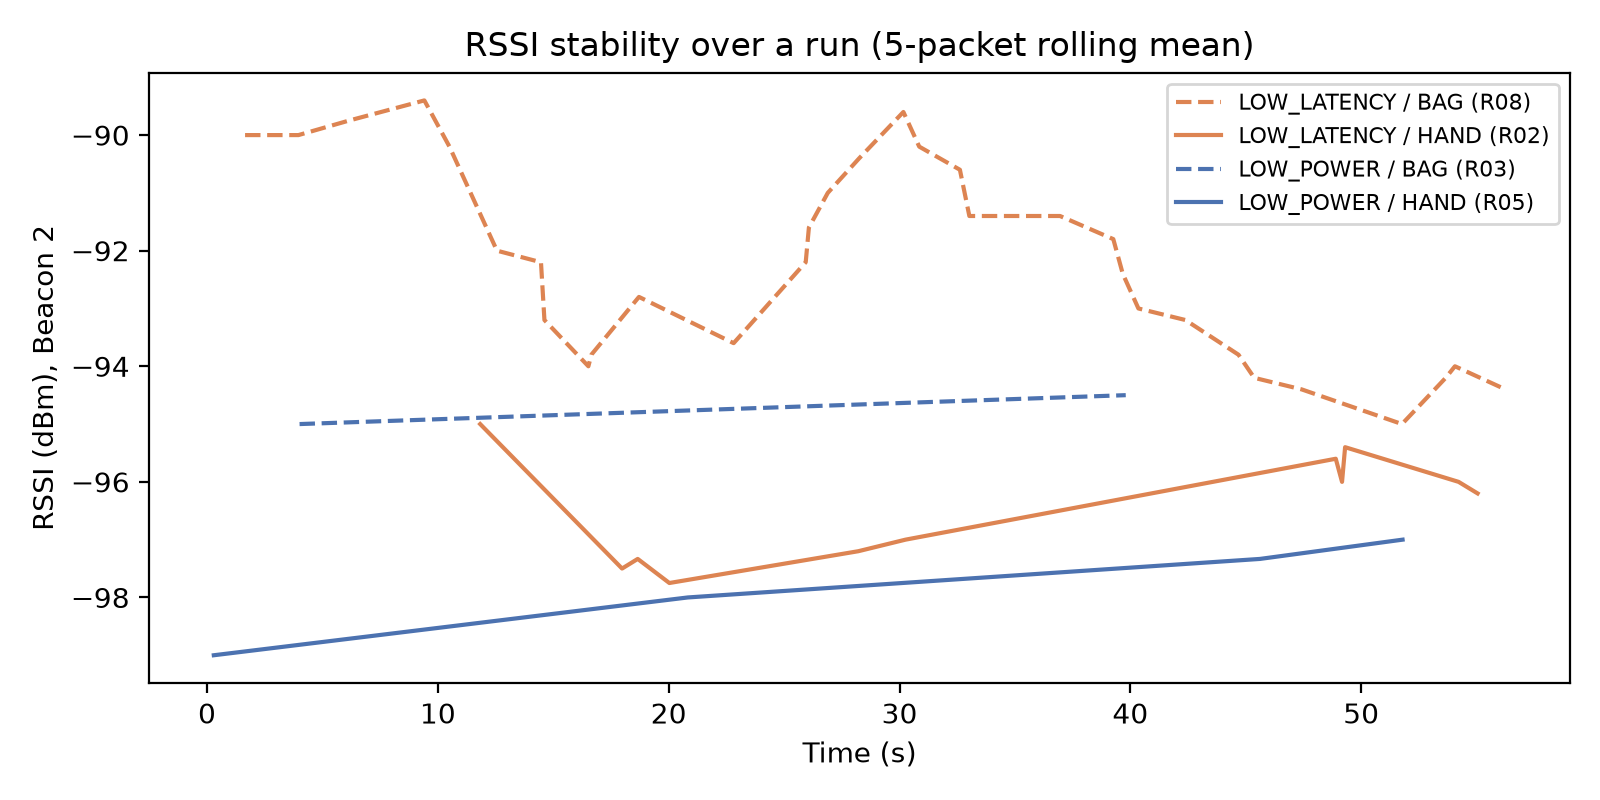 RSSI stability over a run (5-packet rolling mean)
LOW_LATENCY / BAG (R08)
LOW_LATENCY / HAND (R02)
LOW_POWER / BAG (R03)
LOW_POWER / HAND (R05)
RSSI (dBm), Beacon 2
−90
−92
−94
−96
−98
0 10 20 30 40 50
Time (s)